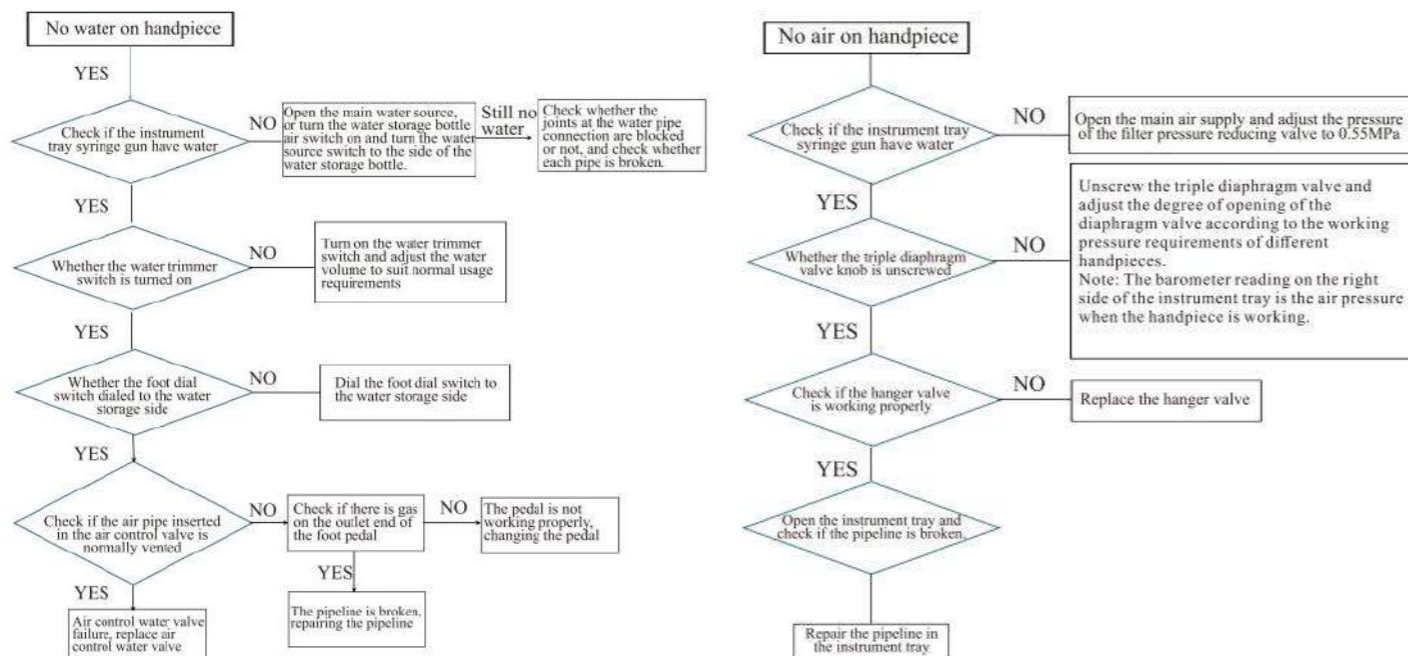 No water on handpiece
YES
Check if the instrument
tray syringe gun have water
NO
Open the main water source,
or turn the water storage bottle
air switch on and turn the water
source switch to the side of the
water storage bottle.
Still no
water
Check whether the
joints at the water pipe
connection are blocked
or not, and check whether
each pipe is broken.
YES
Whether the water trimmer
switch is turned on
NO
Turn on the water trimmer
switch and adjust the water
volume to suit normal usage
requirements
YES
Whether the foot dial
switch dialed to the water
storage side
NO
Dial the foot dial switch to
the water storage side
YES
Check if the air pipe inserted
in the air control valve is
normally vented
NO
Check if there is gas
on the outlet end of
the foot pedal
NO
The pedal is not
working properly,
changing the pedal
YES
The pipeline is broken,
repairing the pipeline
YES
Air control water valve
failure, replace air
control water valve
No air on handpiece
Check if the instrument tray
syringe gun have water
NO
Open the main air supply and adjust the pressure
of the filter pressure reducing valve to 0.55MPa
YES
Whether the triple diaphragm
valve knob is unscrewed
NO
Unscrew the triple diaphragm valve and
adjust the degree of opening of the
diaphragm valve according to the working
pressure requirements of different
handpieces.
Note: The barometer reading on the right
side of the instrument tray is the air pressure
when the handpiece is working.
YES
Check if the hanger valve
is working properly
NO
Replace the hanger valve
YES
Open the instrument tray and
check if the pipeline is broken.
Repair the pipeline in
the instrument tray